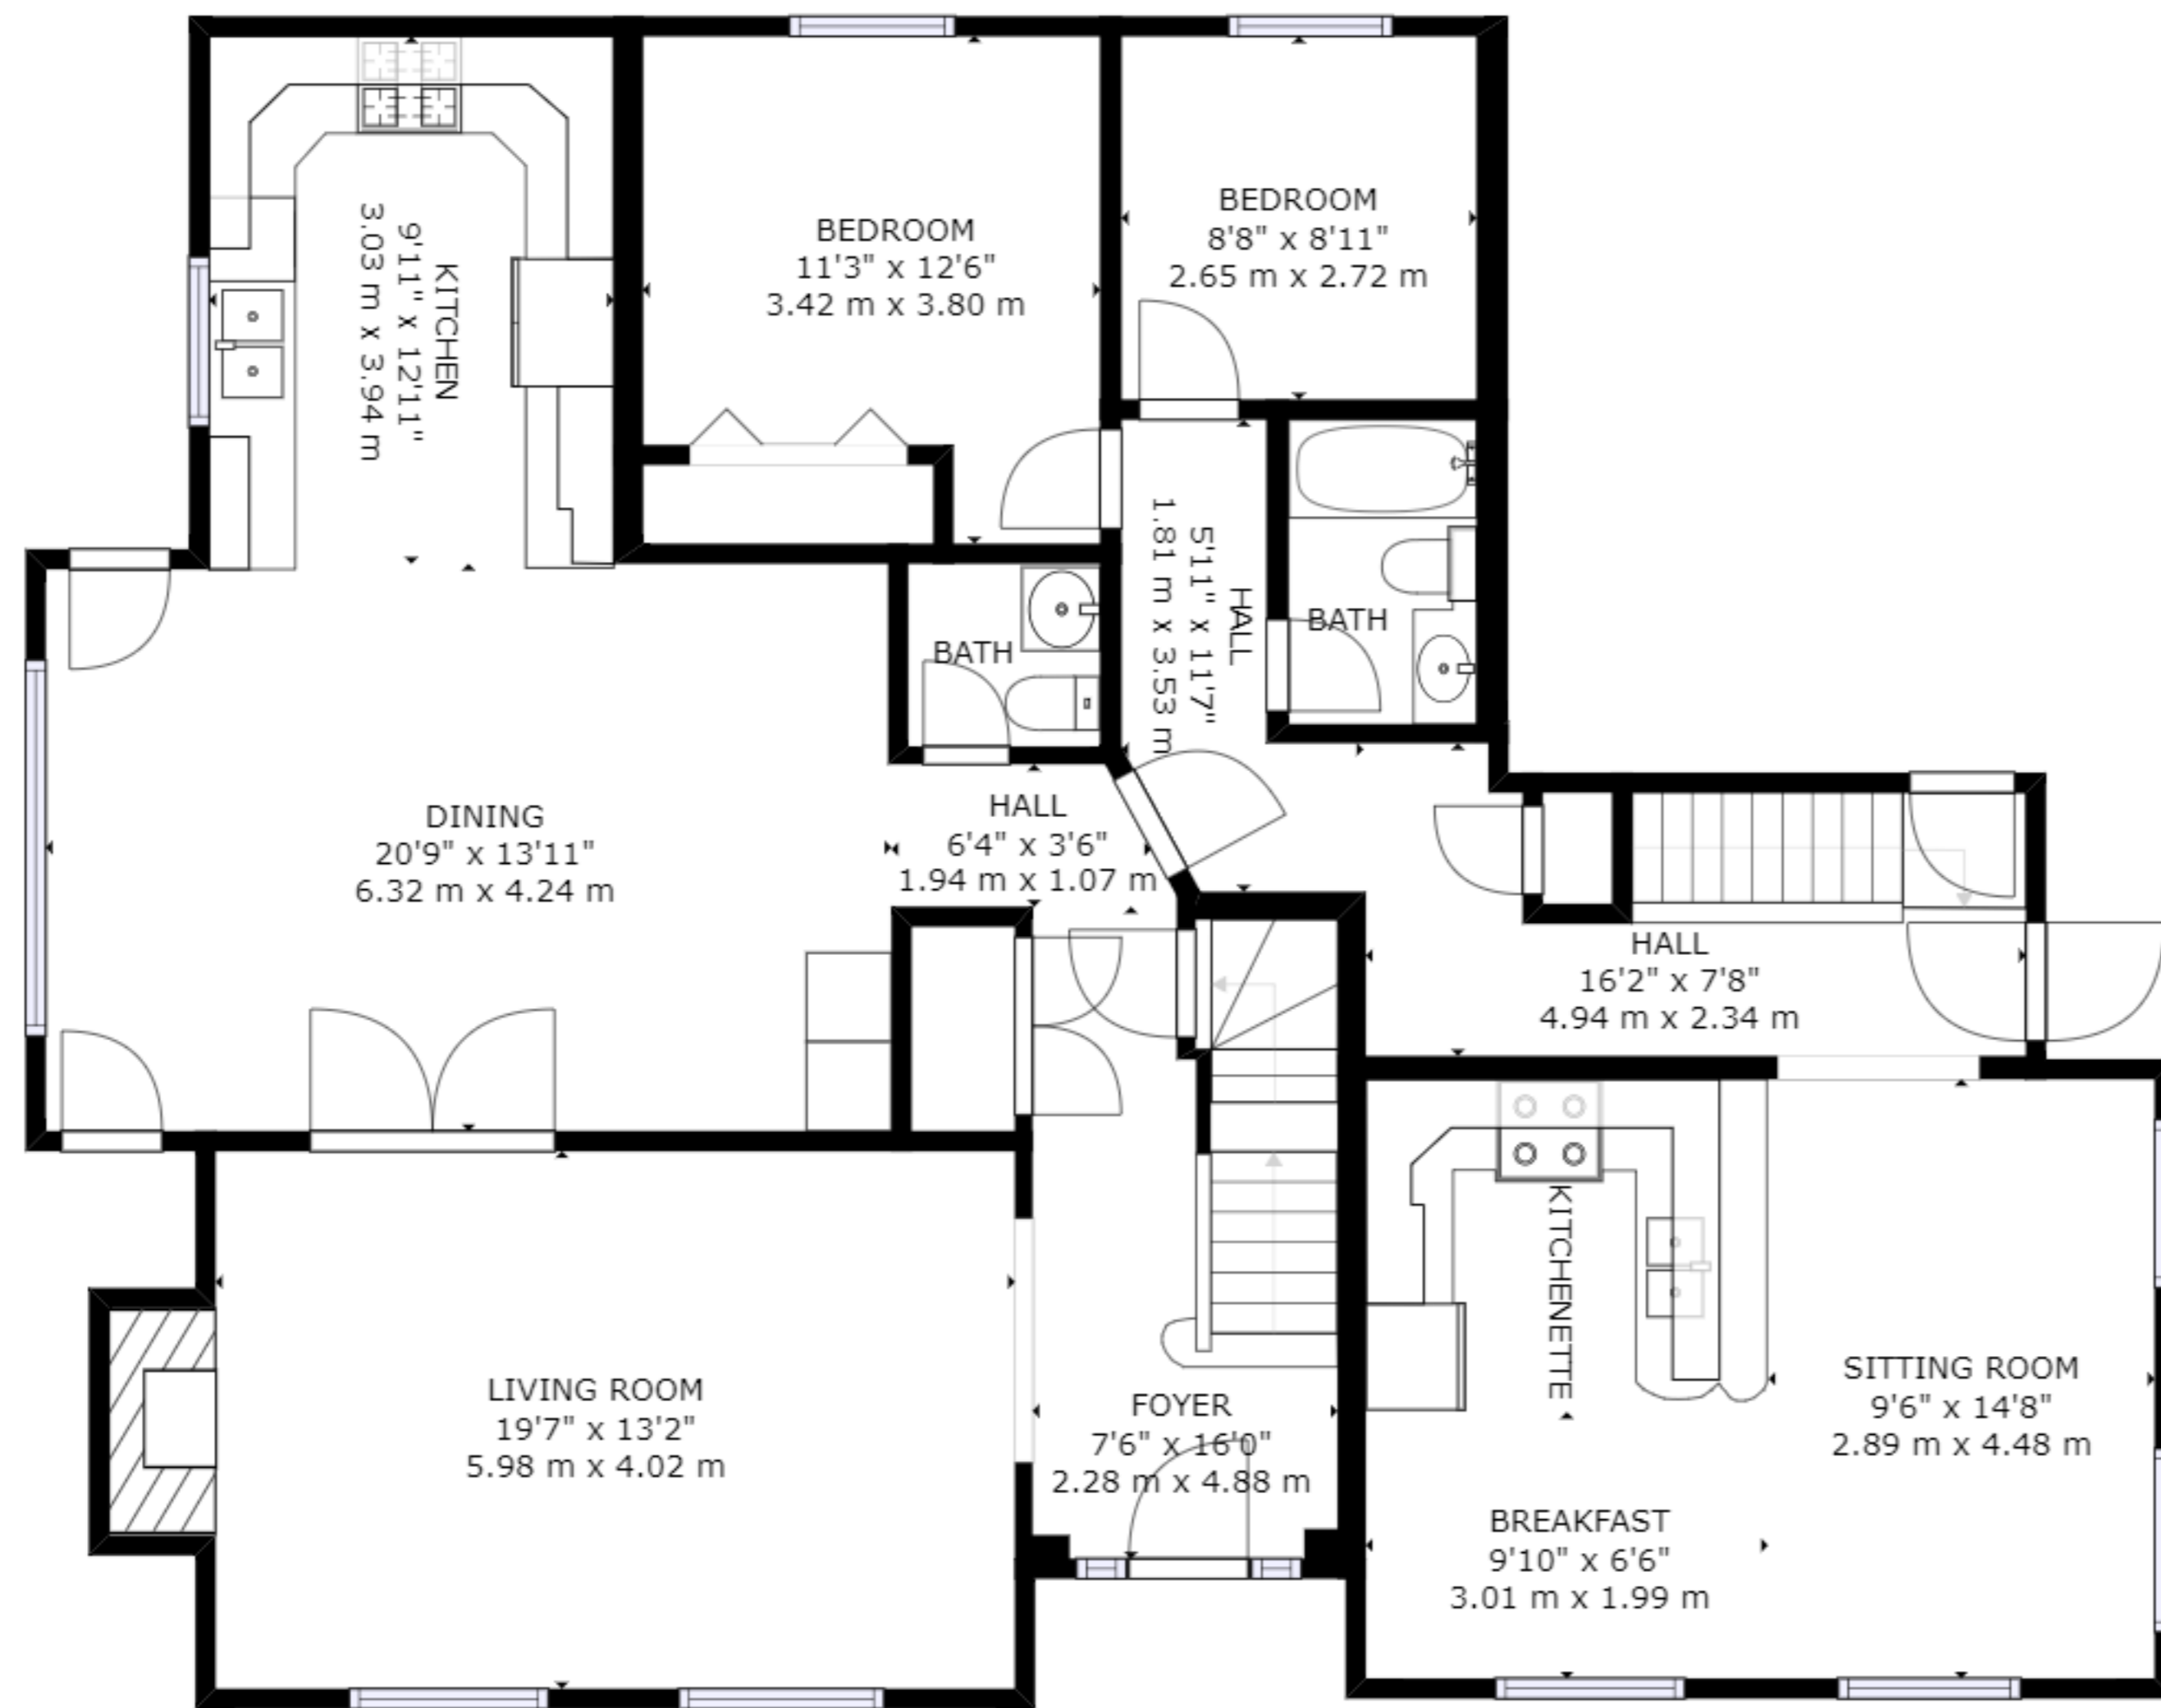 KITCHEN
9'11" x 12'11"
3.03 m x 3.94 m
BEDROOM
11'3" x 12'6"
3.42 m x 3.80 m
BEDROOM
8'8" x 8'11"
2.65 m x 2.72 m
HALL
5'11" x 11'7"
1.81 m x 3.53 m
BATH
BATH
DINING
20'9" x 13'11"
6.32 m x 4.24 m
HALL
6'4" x 3'6"
1.94 m x 1.07 m
HALL
16'2" x 7'8"
4.94 m x 2.34 m
LIVING ROOM
19'7" x 13'2"
5.98 m x 4.02 m
FOYER
7'6" x 16'0"
2.28 m x 4.88 m
KITCHENETTE
SITTING ROOM
9'6" x 14'8"
2.89 m x 4.48 m
BREAKFAST
9'10" x 6'6"
3.01 m x 1.99 m